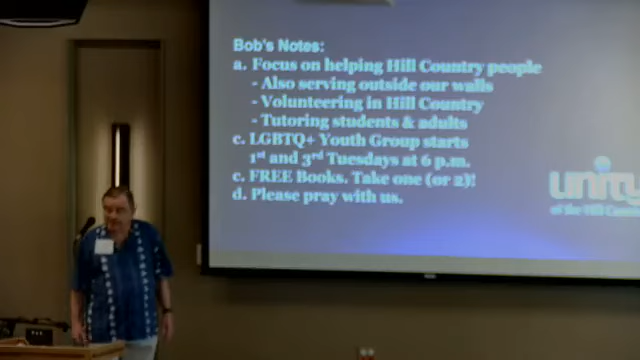 Bob's Notes:
a. Focus on helping Hill Country people
- Also serving outside our walls
- Volunteering in Hill Country
- Tutoring students & adults
c. LGBTQ+ Youth Group starts
1st and 3rd Tuesdays at 6 p.m.
c. FREE Books. Take one (or 2)!
d. Please pray with us.
unity
of the Hill Coun